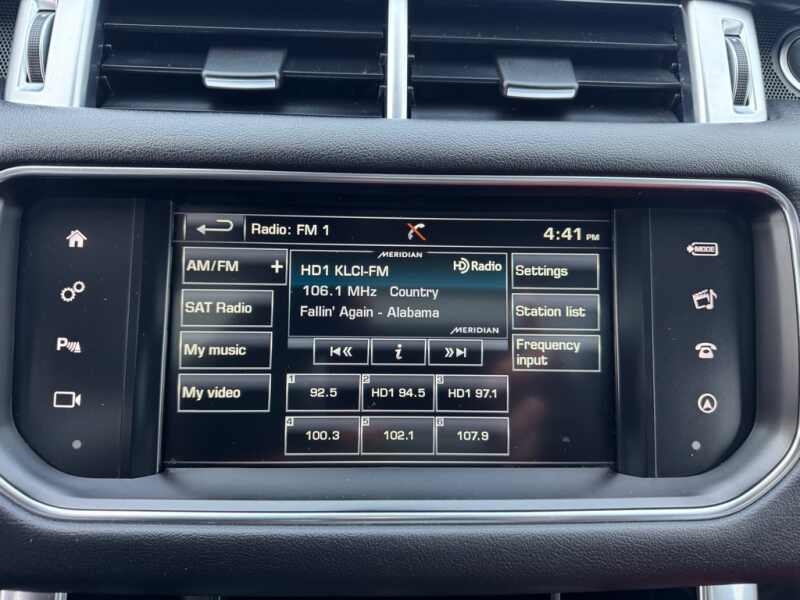 Radio: FM 1
4:41 PM
AM/FM +
SAT Radio
My music
My video
MERIDIAN
HD1 KLCI-FM
HD Radio
106.1 MHz Country
Fallin' Again - Alabama
MERIDIAN
i
Settings
Station list
Frequency
input
1 92.5
2 HD1 94.5
3 HD1 97.1
4 100.3
5 102.1
6 107.9
P
MODE